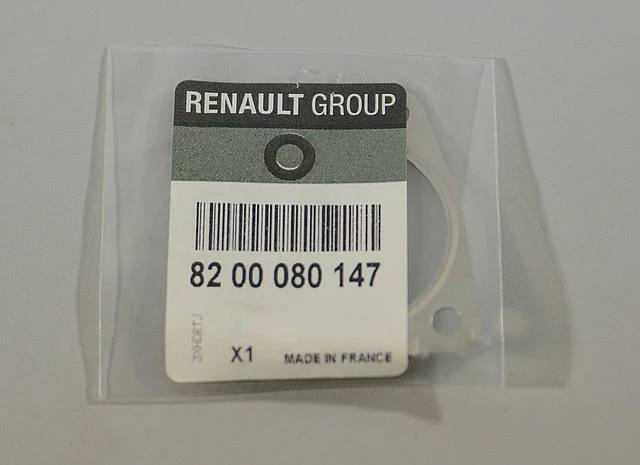 RENAULT GROUP
82 00 080 147
X1
MADE IN FRANCE